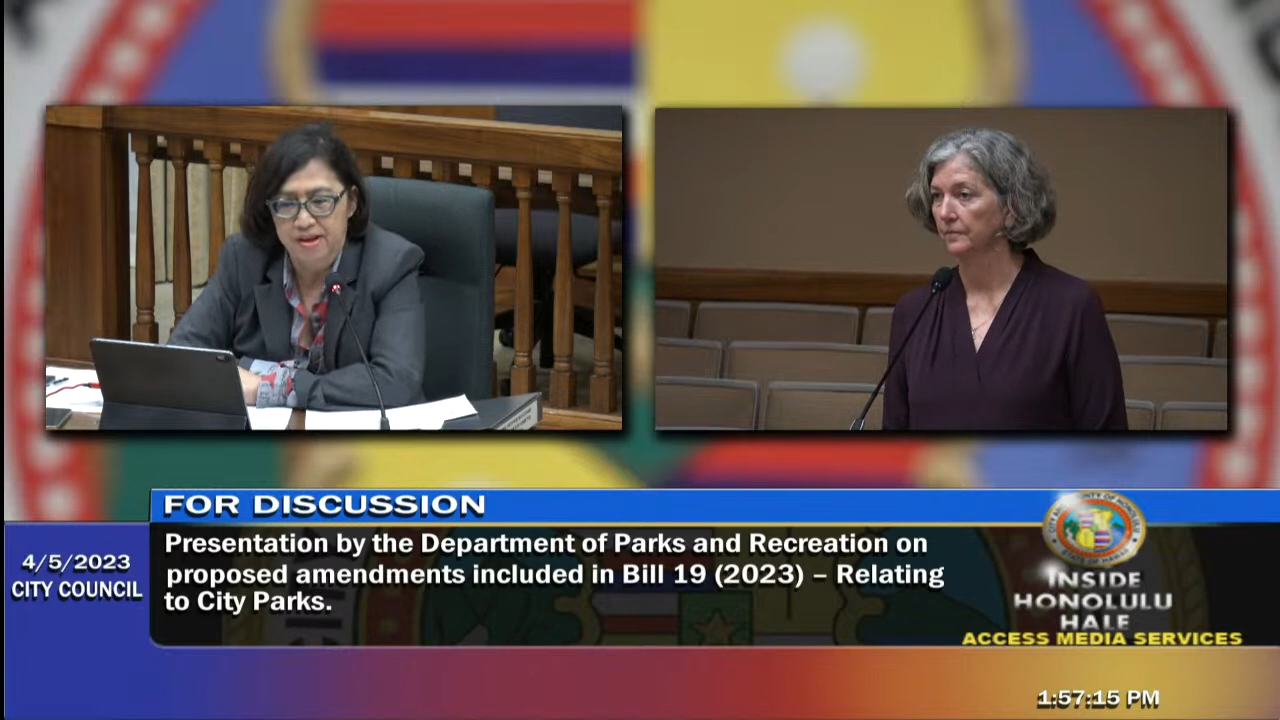 FOR DISCUSSION
4/5/2023
CITY COUNCIL
Presentation by the Department of Parks and Recreation on
proposed amendments included in Bill 19 (2023) – Relating
to City Parks.
INSIDE
HONOLULU
HALE
ACCESS MEDIA SERVICES
1:57:15 PM